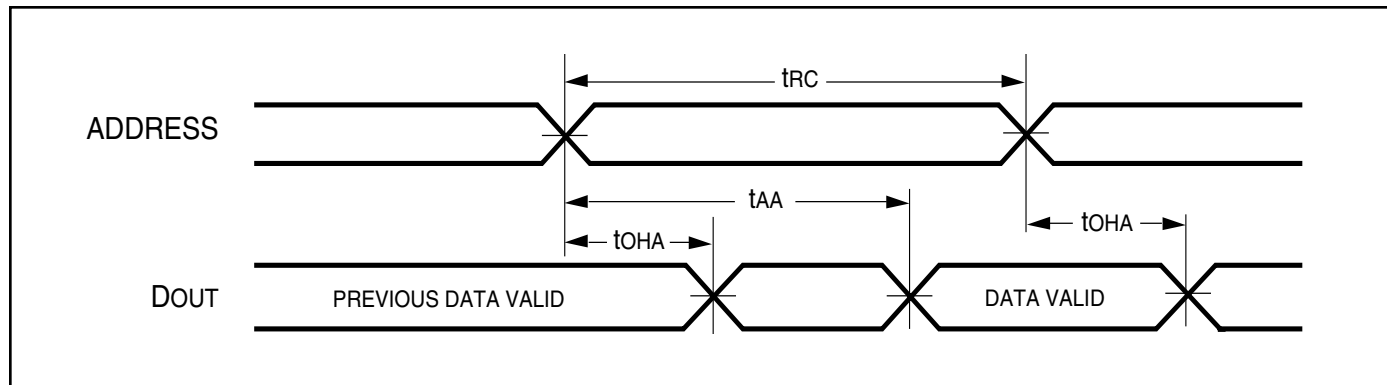 tRC
ADDRESS
tAA
tOHA
tOHA
DOUT
PREVIOUS DATA VALID
DATA VALID